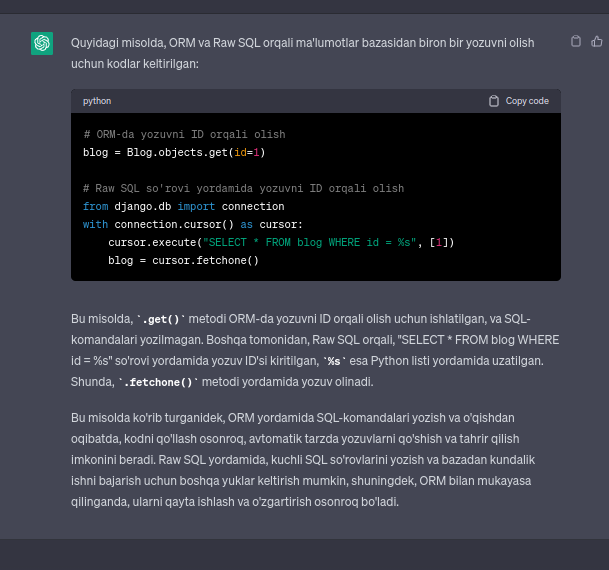 Quyidagi misolda, ORM va Raw SQL orqali ma'lumotlar bazasidan biron bir yozuvni olish
uchun kodlar keltirilgan:
python
Copy code
# ORM-da yozuvni ID orqali olish
blog = Blog.objects.get(id=1)
# Raw SQL so'rovi yordamida yozuvni ID orqali olish
from django.db import connection
with connection.cursor() as cursor:
cursor.execute("SELECT * FROM blog WHERE id = %s", [1])
blog = cursor.fetchone()
Bu misolda, `.get()` metodi ORM-da yozuvni ID orqali olish uchun ishlatilgan, va SQL-
komandalari yozilmagan. Boshqa tomonidan, Raw SQL orqali, "SELECT * FROM blog WHERE
id = %s" so'rovi yordamida yozuv ID'si kiritilgan, `%s` esa Python listi yordamida uzatilgan.
Shunda, `.fetchone()` metodi yordamida yozuv olinadi.
Bu misolda ko'rib turganidek, ORM yordamida SQL-komandalari yozish va o'qishdan
oqibatda, kodni qo'llash osonroq, avtomatik tarzda yozuvlarni qo'shish va tahrir qilish
imkonini beradi. Raw SQL yordamida, kuchli SQL so'rovlarini yozish va bazadan kundalik
ishni bajarish uchun boshqa yuklar keltirish mumkin, shuningdek, ORM bilan mukayasa
qilinganda, ularni qayta ishlash va o'zgartirish osonroq bo'ladi.